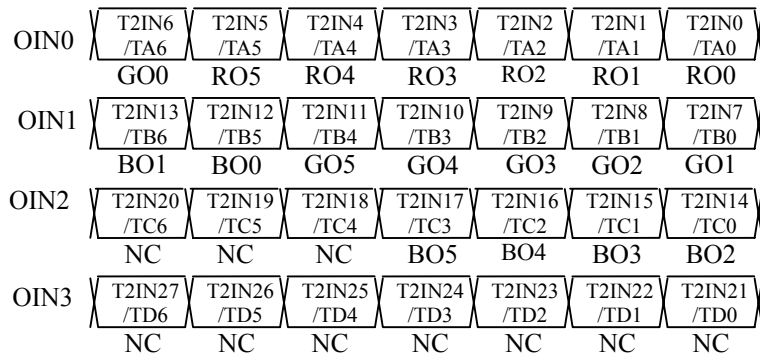 OIN0 T2IN6 T2IN5 T2IN4 T2IN3 T2IN2 T2IN1 T2IN0
/TA6 /TA5 /TA4 /TA3 /TA2 /TA1 /TA0
GO0 RO5 RO4 RO3 RO2 RO1 RO0
OIN1 T2IN13 T2IN12 T2IN11 T2IN10 T2IN9 T2IN8 T2IN7
/TB6 /TB5 /TB4 /TB3 /TB2 /TB1 /TB0
BO1 BO0 GO5 GO4 GO3 GO2 GO1
OIN2 T2IN20 T2IN19 T2IN18 T2IN17 T2IN16 T2IN15 T2IN14
/TC6 /TC5 /TC4 /TC3 /TC2 /TC1 /TC0
NC NC NC BO5 BO4 BO3 BO2
OIN3 T2IN27 T2IN26 T2IN25 T2IN24 T2IN23 T2IN22 T2IN21
/TD6 /TD5 /TD4 /TD3 /TD2 /TD1 /TD0
NC NC NC NC NC NC NC